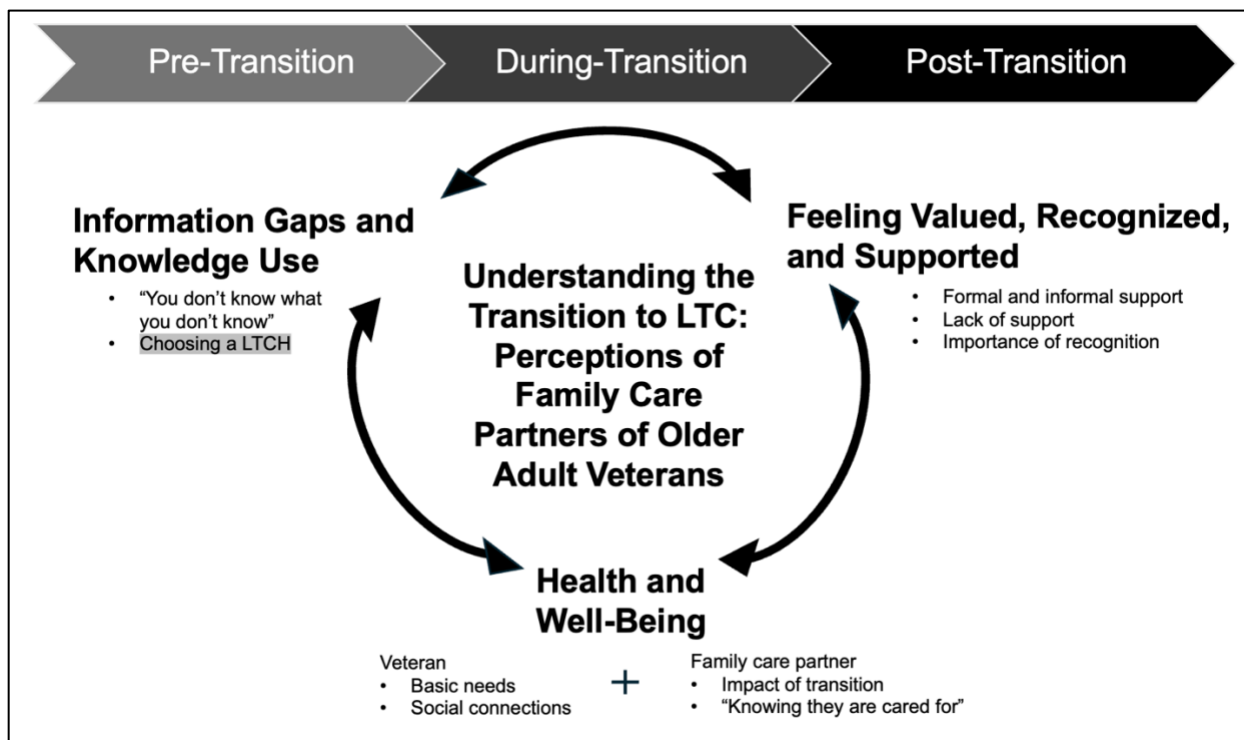 Pre-Transition
During-Transition
Post-Transition
Information Gaps and
Knowledge Use
• “You don’t know what
you don’t know”
• Choosing a LTCH
Feeling Valued, Recognized,
and Supported
• Formal and informal support
• Lack of support
• Importance of recognition
Understanding the
Transition to LTC:
Perceptions of
Family Care
Partners of Older
Adult Veterans
Health and
Well-Being
Veteran
• Basic needs
• Social connections
+
Family care partner
• Impact of transition
• “Knowing they are cared for”